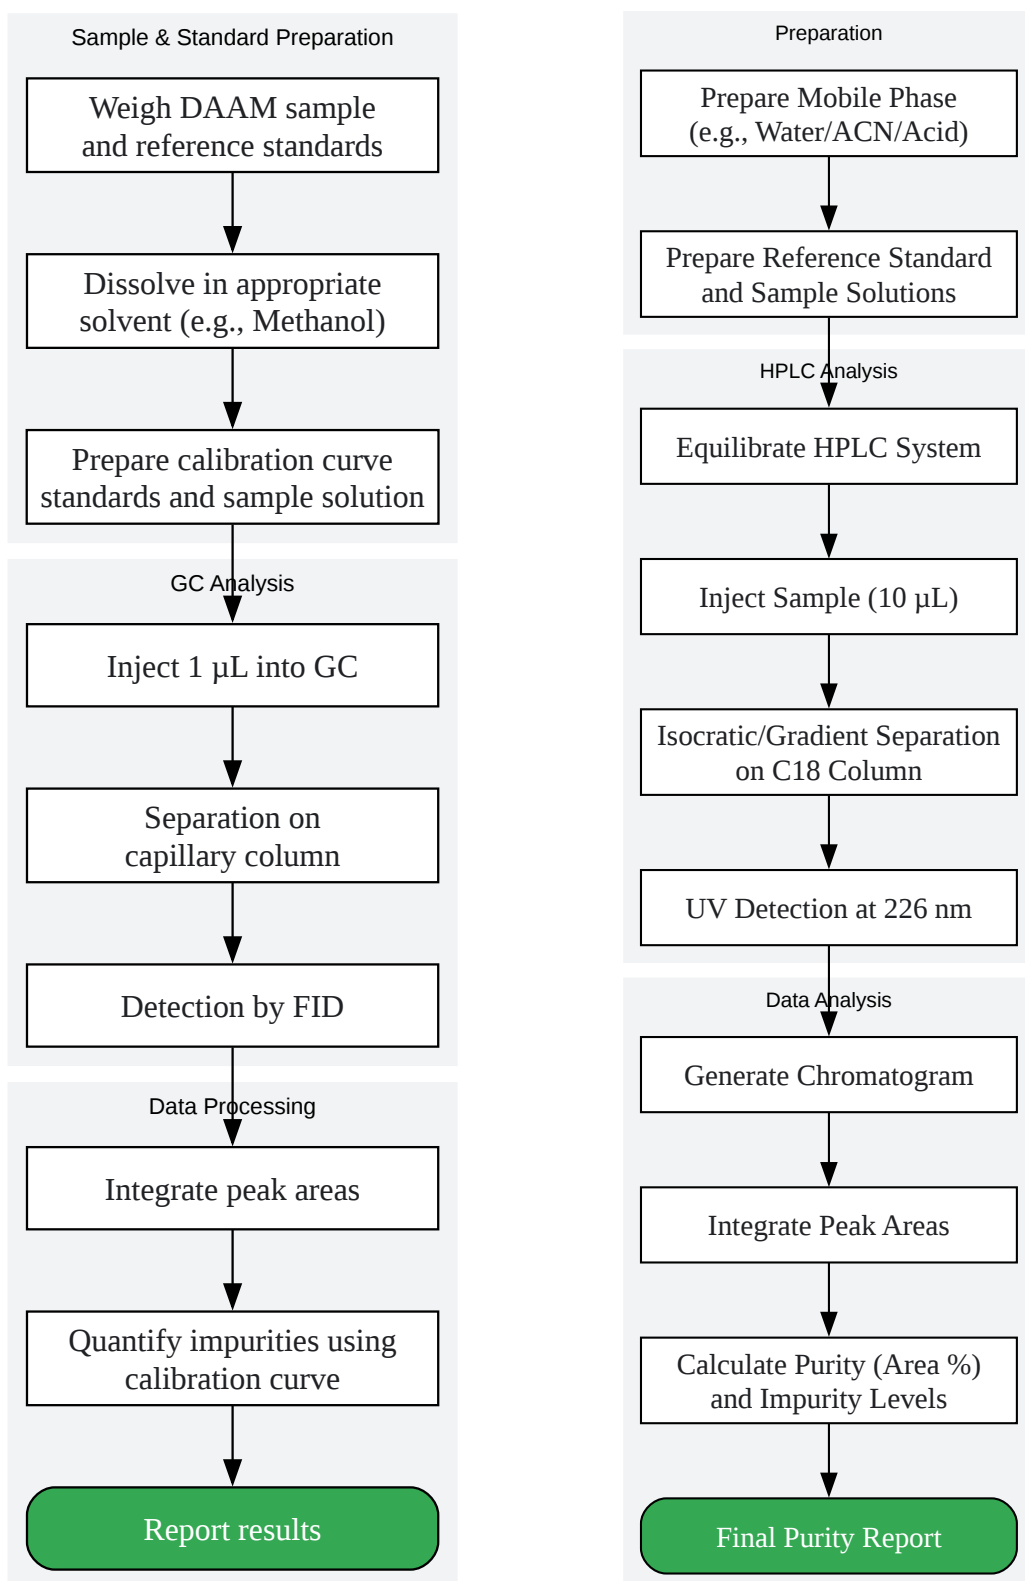 Sample & Standard Preparation
Weigh DAAM sample
and reference standards
Dissolve in appropriate
solvent (e.g., Methanol)
Prepare calibration curve
standards and sample solution
GC Analysis
Inject 1 µL into GC
Separation on
capillary column
Detection by FID
Data Processing
Integrate peak areas
Quantify impurities using
calibration curve
Report results
Preparation
Prepare Mobile Phase
(e.g., Water/ACN/Acid)
Prepare Reference Standard
and Sample Solutions
HPLC Analysis
Equilibrate HPLC System
Inject Sample (10 µL)
Isocratic/Gradient Separation
on C18 Column
UV Detection at 226 nm
Data Analysis
Generate Chromatogram
Integrate Peak Areas
Calculate Purity (Area %)
and Impurity Levels
Final Purity Report